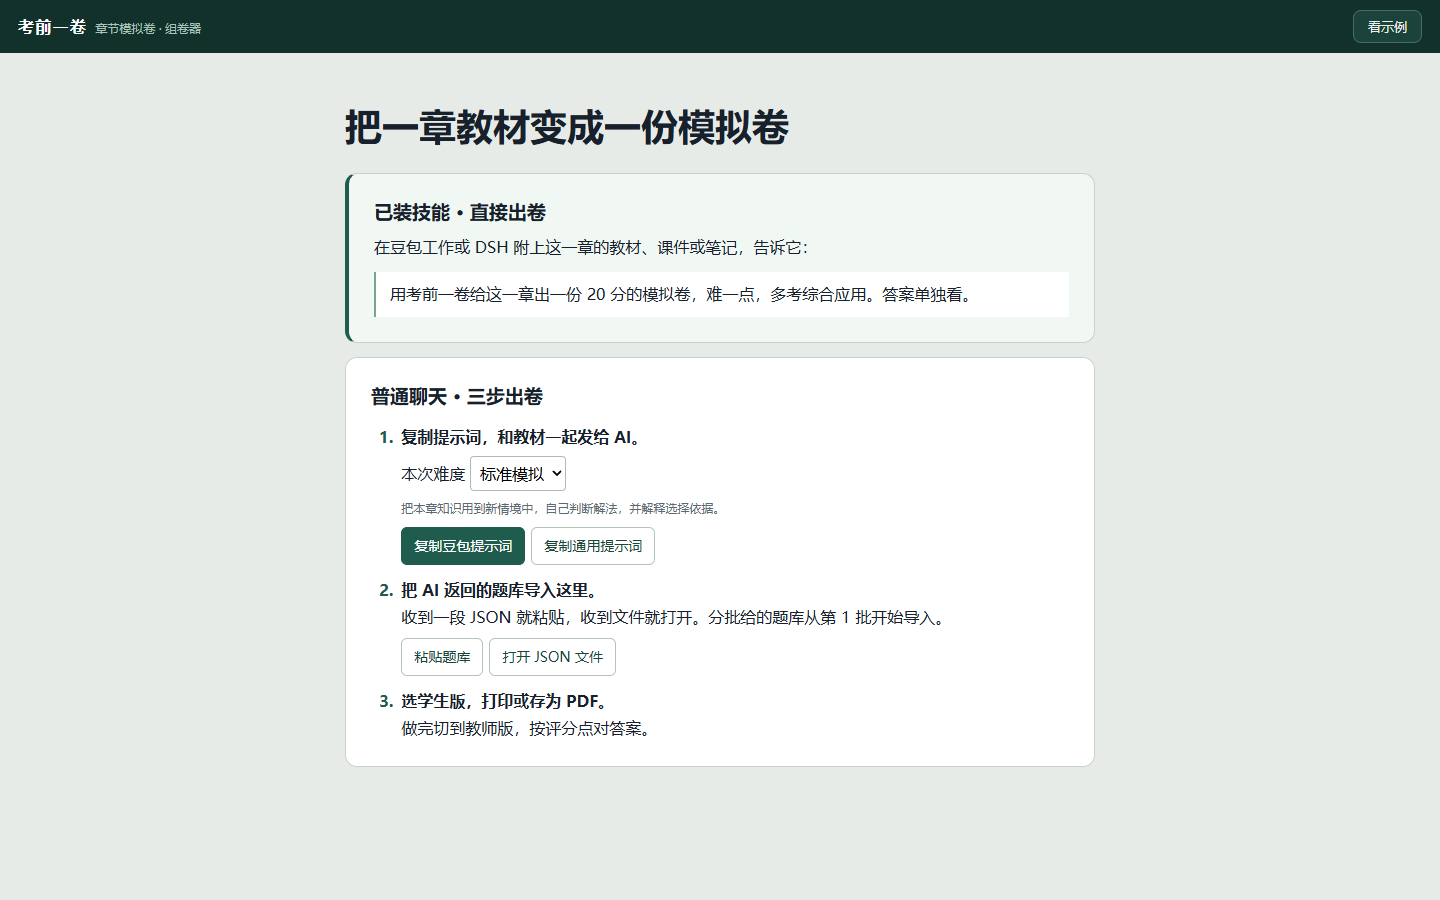 考前一卷 章节模拟卷·组卷器
看示例
把一章教材变成一份模拟卷
已装技能 · 直接出卷
在豆包工作或 DSH 附上这一章的教材、课件或笔记，告诉它：
用考前一卷给这一章出一份 20 分的模拟卷，难一点，多考综合应用。答案单独看。
普通聊天 · 三步出卷
1. 复制提示词，和教材一起发给 AI。
本次难度 标准模拟
把本章知识用到新情境中，自己判断解法，并解释选择依据。
复制豆包提示词 复制通用提示词
2. 把 AI 返回的题库导入这里。
收到一段 JSON 就粘贴，收到文件就打开。分批给的题库从第 1 批开始导入。
粘贴题库 打开 JSON 文件
3. 选学生版，打印或存为 PDF。
做完切到教师版，按评分点对答案。